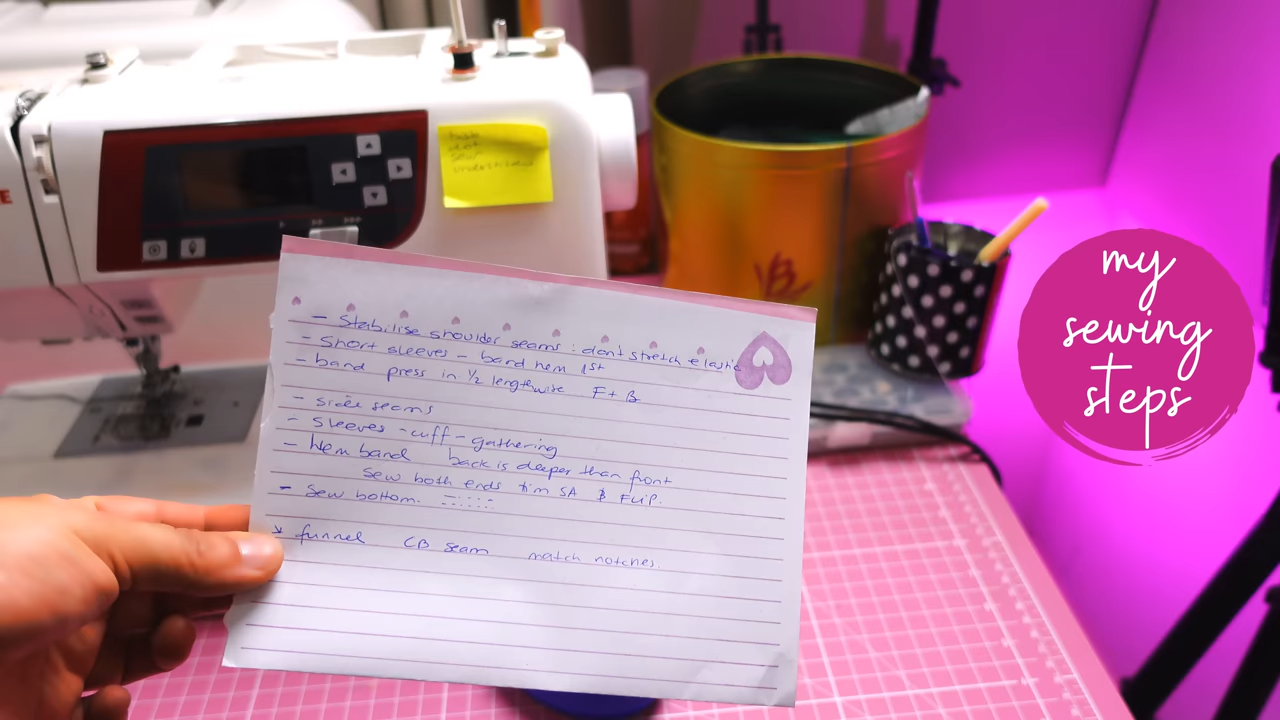 - Stabilise shoulder seams : don't stretch elastic
- Short sleeves - band hem 1st
- band press in ½ lengthwise F + B
- side seams
- sleeves - cuff - gathering
- hem band back is deeper than front
sew both ends trim SA & FLIP.
- sew bottom.
* funnel CB seam match notches.
my
sewing
steps